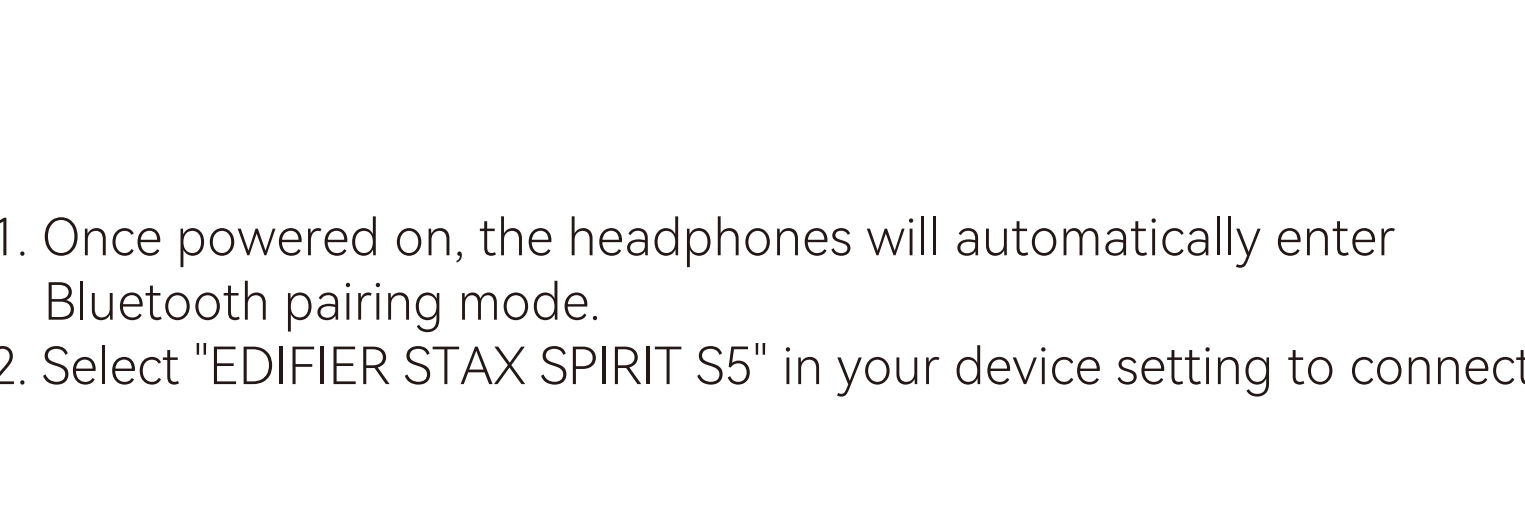 1. Once powered on, the headphones will automatically enter
Bluetooth pairing mode.
2. Select "EDIFIER STAX SPIRIT S5" in your device setting to connect